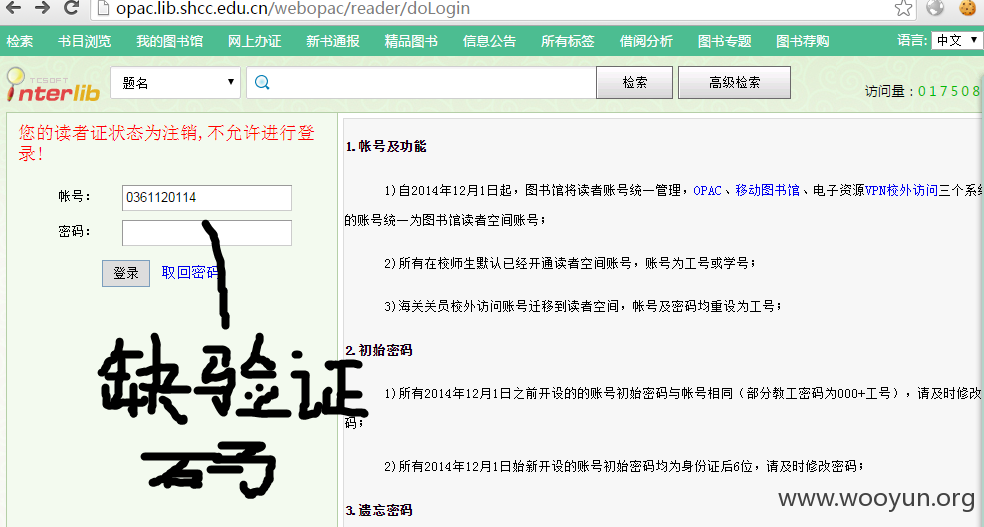 opac.lib.shcc.edu.cn/webopac/reader/doLogin
检索 书目浏览 我的图书馆 网上办证 新书通报 精品图书 信息公告 所有标签 借阅分析 图书专题 图书荐购 语言: 中文
TCSOFT
interlib 题名 检索 高级检索 访问量:017508
您的读者证状态为注销,不允许进行登
录!
帐号: 0361120114
密码:
登录 取回密码
缺验证
码
1.帐号及功能
1)自2014年12月1日起，图书馆将读者账号统一管理，OPAC、移动图书馆、电子资源VPN校外访问三个系统
的账号统一为图书馆读者空间账号；
2)所有在校师生默认已经开通读者空间账号，账号为工号或学号；
3)海关关员校外访问账号迁移到读者空间，帐号及密码均重设为工号；
2.初始密码
1)所有2014年12月1日之前开设的的账号初始密码与帐号相同（部分教工密码为000+工号），请及时修改
码；
2)所有2014年12月1日始新开设的账号初始密码均为身份证后6位，请及时修改密码；
3.遗忘密码
www.wooyun.org